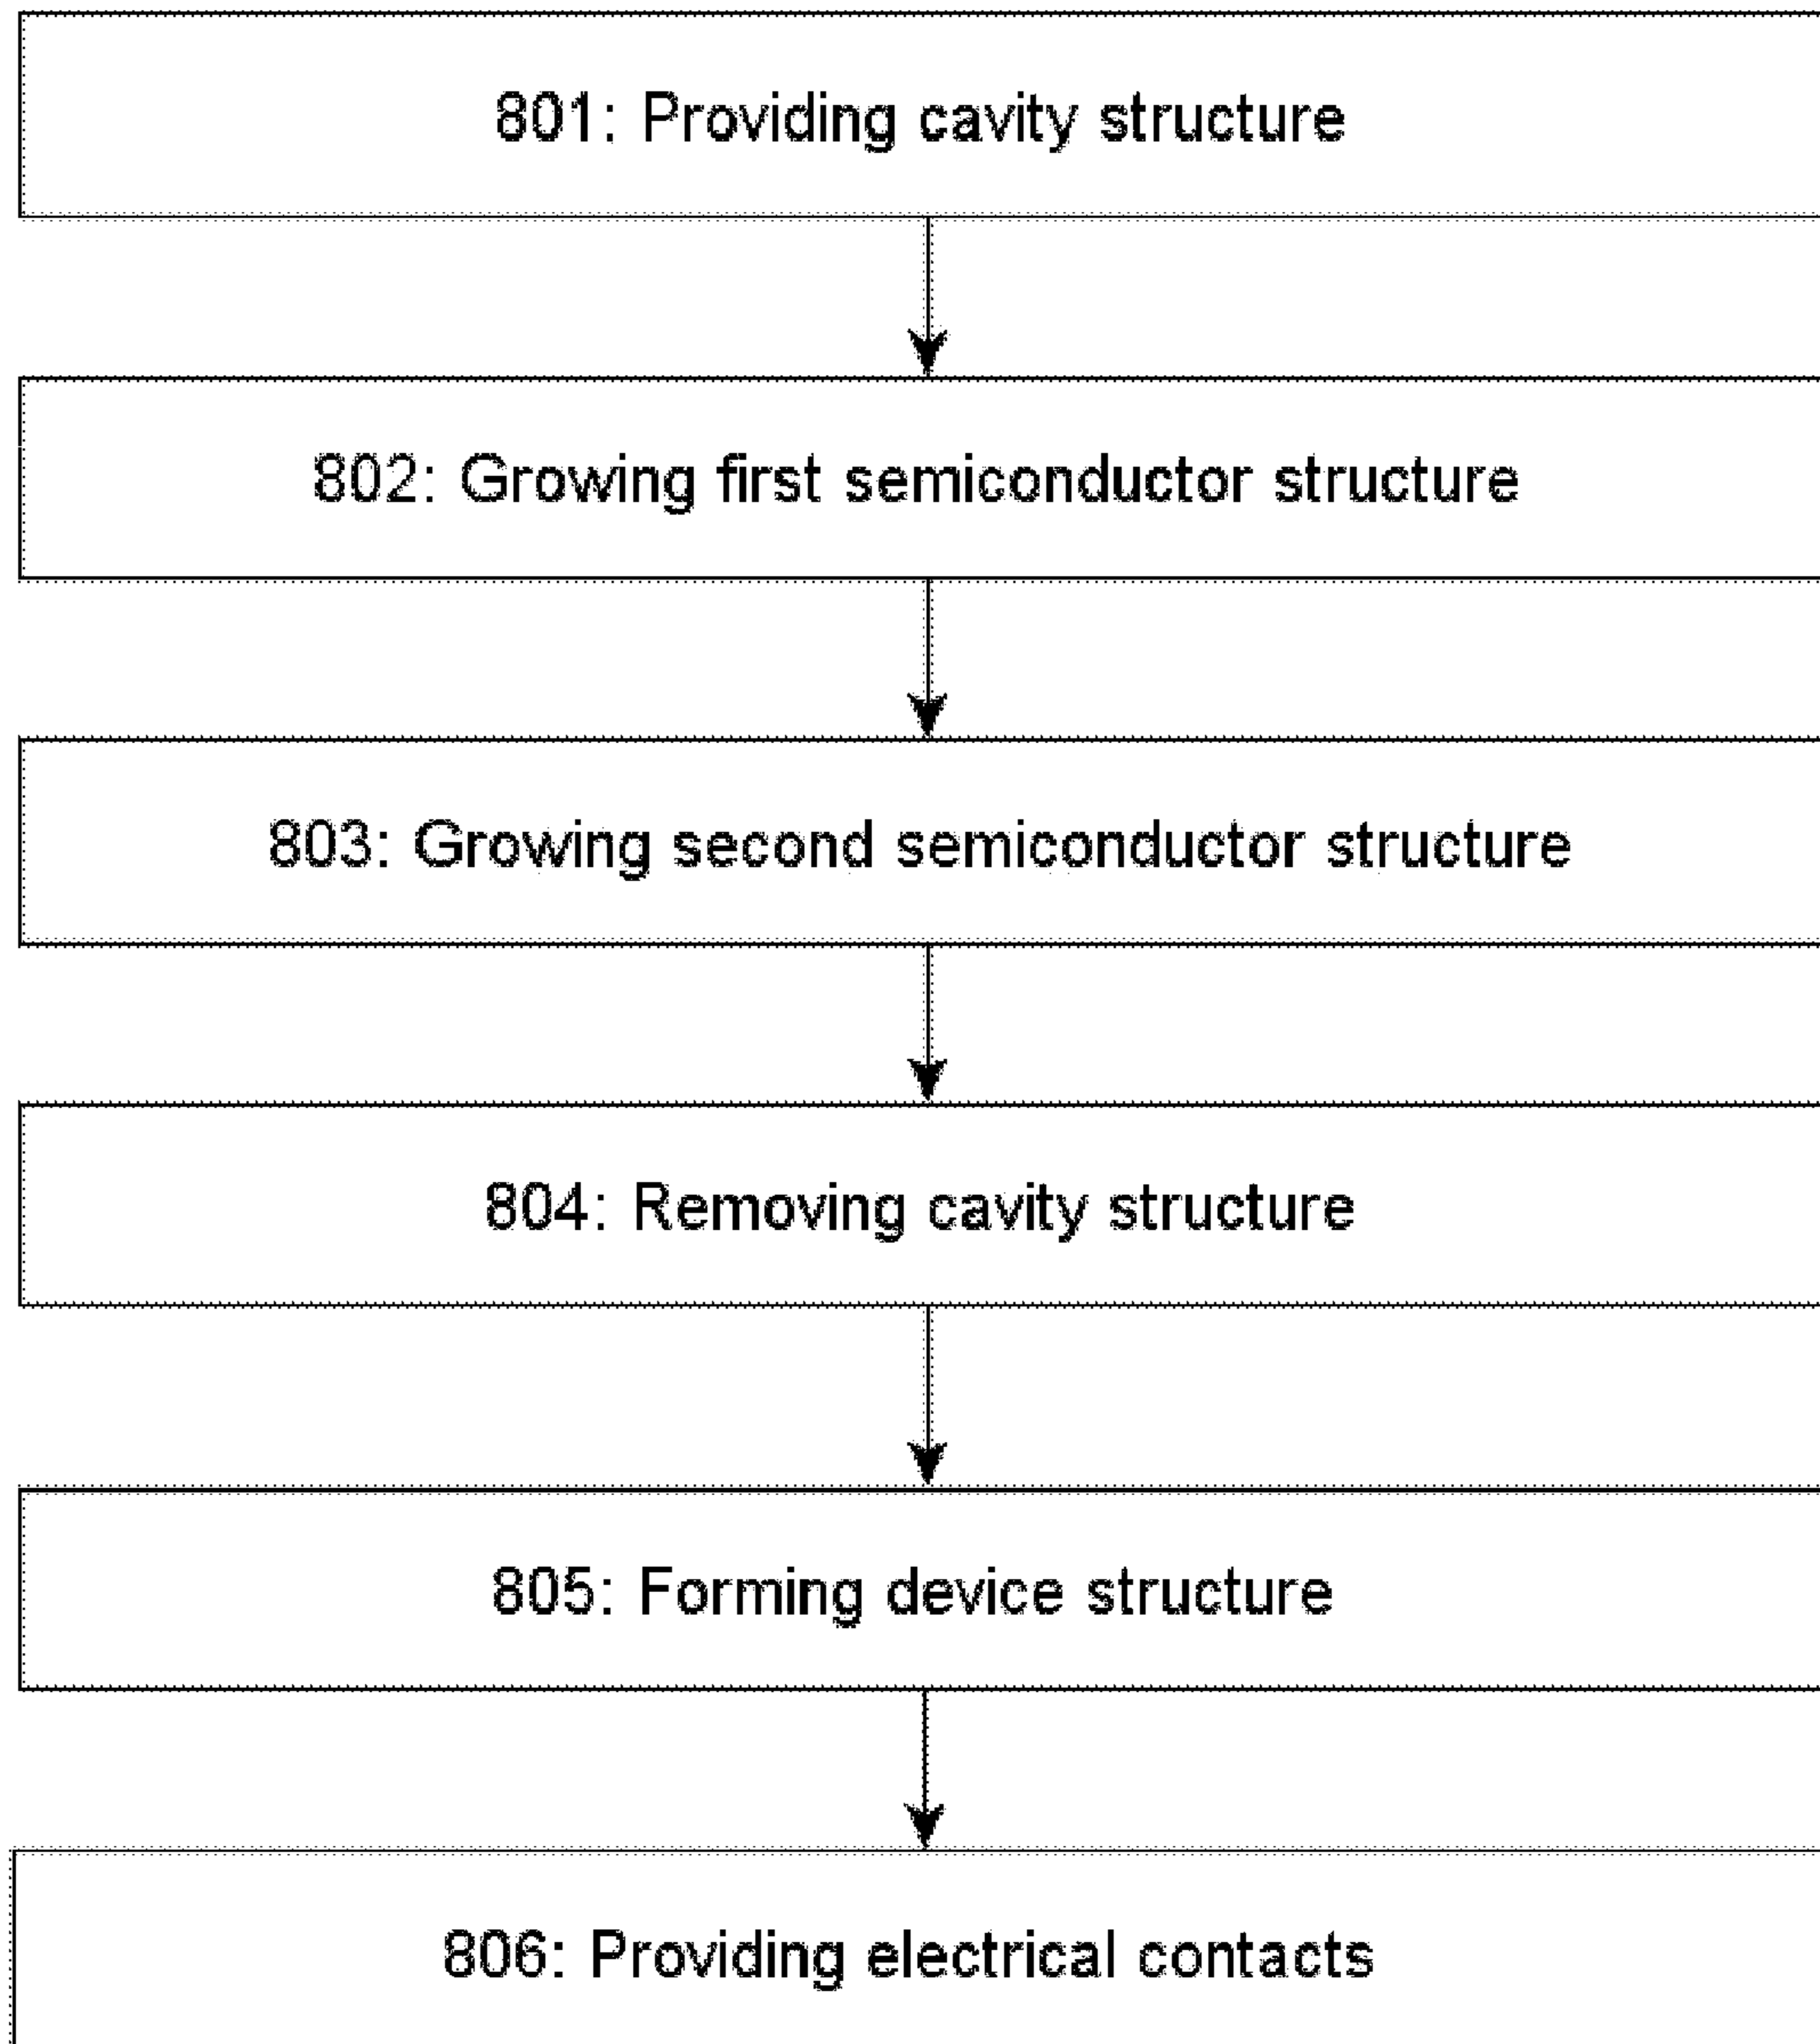 801: Providing cavity structure
802: Growing first semiconductor structure
803: Growing second semiconductor structure
804: Removing cavity structure
805: Forming device structure
806: Providing electrical contacts